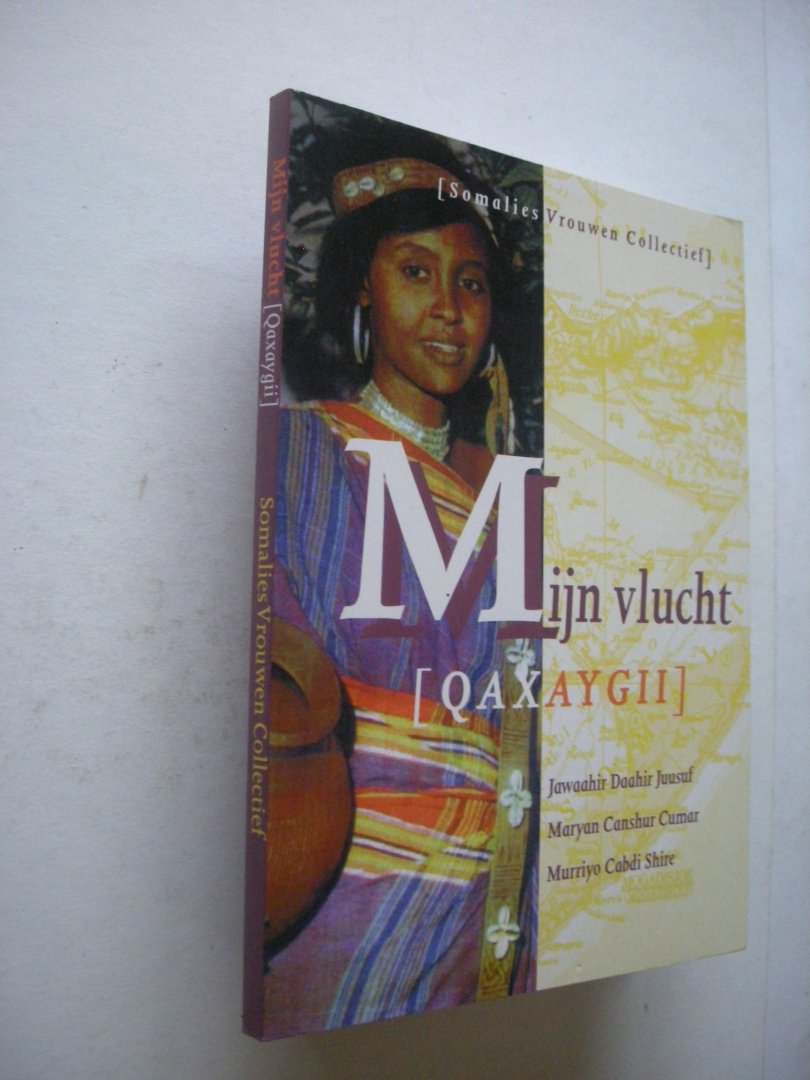 Mijn vlucht [Qaxaygii] Somalies Vrouwen Collectief
[Somalies Vrouwen Collectief]
Mijn vlucht
[QAXAYGII]
Jawaahir Daahir Juusuf
Maryan Canshur Cumar
Murriyo Cabdi Shire